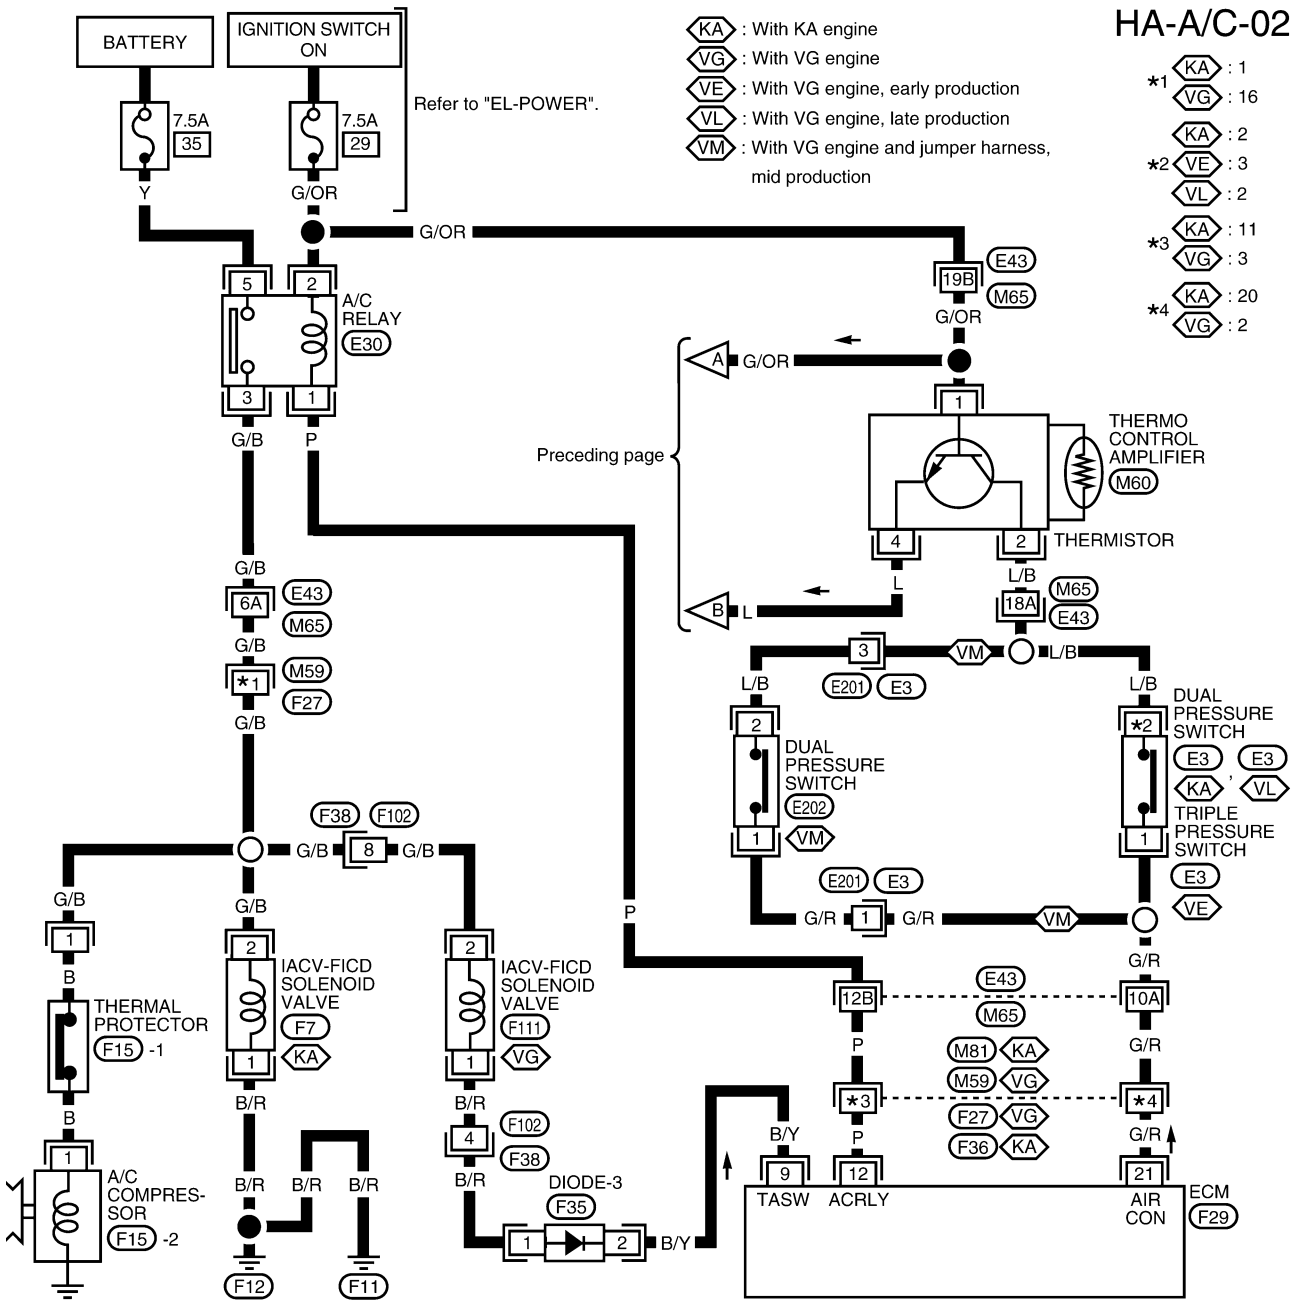 BATTERY
IGNITION SWITCH
ON
KA : With KA engine
VG : With VG engine
VE : With VG engine, early production
VL : With VG engine, late production
VM : With VG engine and jumper harness,
mid production
HA-A/C-02
*1 KA : 1
VG : 16
KA : 2
*2 VE : 3
VL : 2
*3 KA : 11
VG : 3
*4 KA : 20
VG : 2
Refer to "EL-POWER".
7.5A
35
7.5A
29
Y
G/OR
G/OR
5
2
A/C
RELAY
E30
3
1
19B
E43
M65
G/OR
A
G/OR
1
Preceding page
THERMO
CONTROL
AMPLIFIER
M60
4
2
THERMISTOR
L
L/B
B
L
18A
M65
E43
G/B
P
G/B
6A
E43
M65
G/B
*1
M59
F27
G/B
3
VM
L/B
E201
E3
L/B
L/B
2
*2
DUAL
PRESSURE
SWITCH
E202
1
VM
DUAL
PRESSURE
SWITCH
E3
KA
,
E3
VL
TRIPLE
PRESSURE
SWITCH
1
E3
VE
E201
E3
G/R
1
G/R
VM
G/R
F38
F102
G/B
8
G/B
G/B
G/B
P
1
2
2
B
IACV-FICD
SOLENOID
VALVE
F7
1
KA
IACV-FICD
SOLENOID
VALVE
F111
1
VG
THERMAL
PROTECTOR
F15 -1
B
B/R
B/R
4
F102
F38
B/R
12B
E43
M65
10A
P
M81
KA
M59
VG
G/R
*3
F27
VG
*4
P
F36
KA
G/R
1
A/C
COMPRES-
SOR
F15 -2
B/R
B/R
B/R
F12
F11
DIODE-3
F35
1
2
B/Y
B/Y
9
12
21
TASW
ACRLY
AIR
CON
ECM
F29